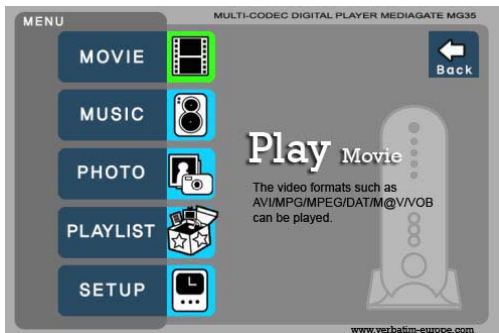 MENU
MULTI-CODEC DIGITAL PLAYER MEDIAGATE MG35
MOVIE
Back
MUSIC
PHOTO
Play Movie
The video formats such as
AVI/MPG/MPEG/DAT/M@V/VOB
can be played.
PLAYLIST
SETUP
www.verbatim-europe.com